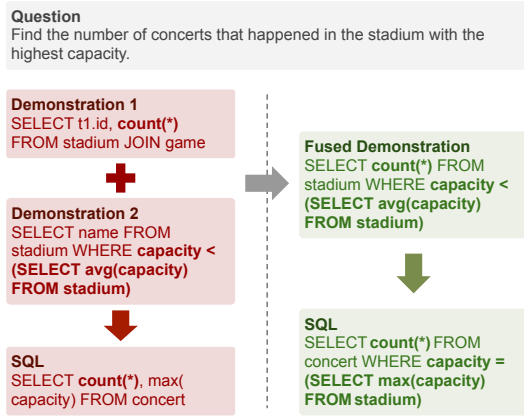 Question
Find the number of concerts that happened in the stadium with the
highest capacity.
Demonstration 1
SELECT t1.id, count(*)
FROM stadium JOIN game
Demonstration 2
SELECT name FROM
stadium WHERE capacity <
(SELECT avg(capacity)
FROM stadium)
SQL
SELECT count(*), max(
capacity) FROM concert
Fused Demonstration
SELECT count(*) FROM
stadium WHERE capacity <
(SELECT avg(capacity)
FROM stadium)
SQL
SELECT count(*) FROM
concert WHERE capacity =
(SELECT max(capacity)
FROM stadium)